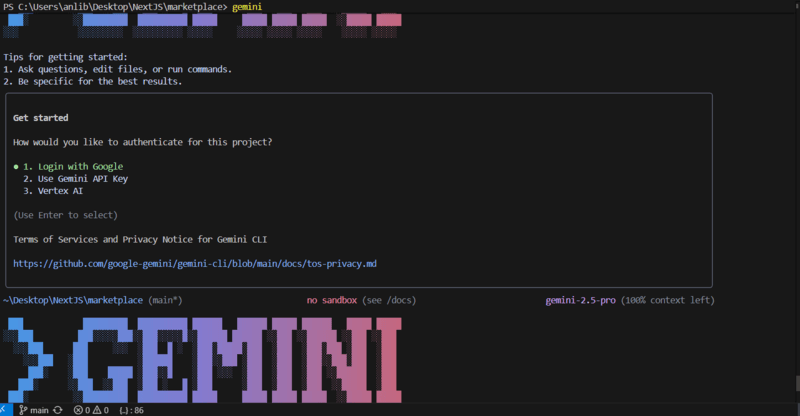 PS C:\Users\anlib\Desktop\NextJS\marketplace> gemini
Tips for getting started:
1. Ask questions, edit files, or run commands.
2. Be specific for the best results.
Get started
How would you like to authenticate for this project?
● 1. Login with Google
2. Use Gemini API Key
3. Vertex AI
(Use Enter to select)
Terms of Services and Privacy Notice for Gemini CLI
https://github.com/google-gemini/gemini-cli/blob/main/docs/tos-privacy.md
~\Desktop\NextJS\marketplace (main*) no sandbox (see /docs) gemini-2.5-pro (100% context left)
> GEMINI
main 0 0 {..}: 86